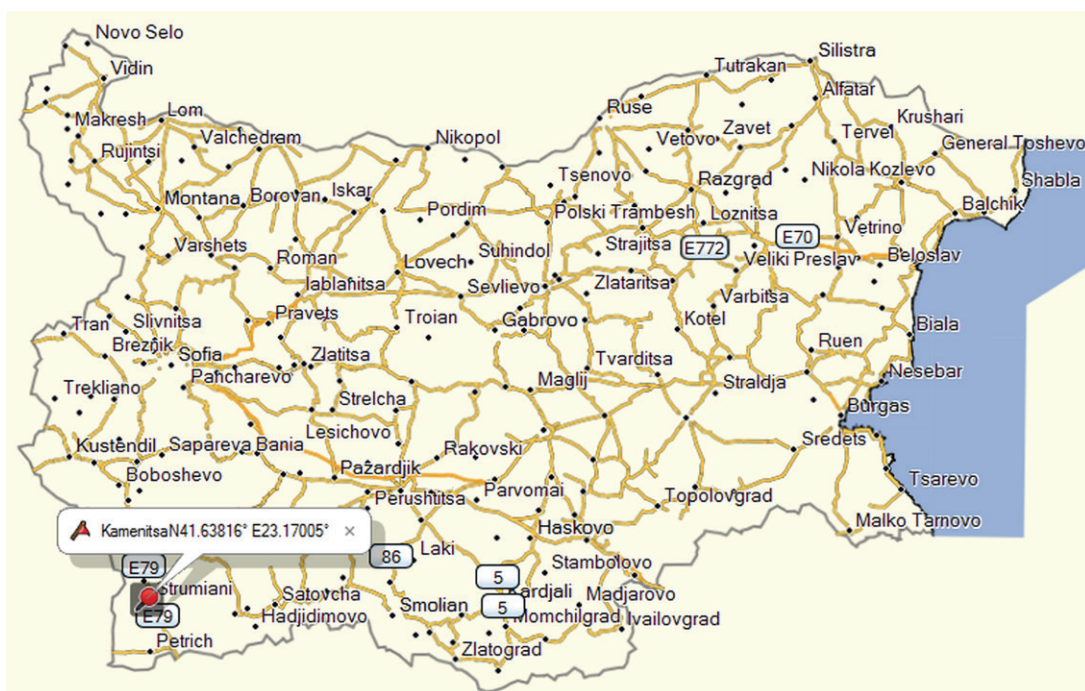 Novo Selo
Vidin
Silistra
Tutrakan
Alfatar
Makresh
Lom
Ruse
Krushari
Valchedram
Nikopol
Vetovo
Zavet
Tervel
General Toshevo
Rujintsi
Tsenovo
Razgrad
Nikola Kozlevo
Shabla
Montana
Borovan
Iskar
Pordim
Polski Trambesh
Loznitsa
Balchik
E70
Vetrino
Varshets
Suhindol
Strajitsa
E772
Roman
Lovech
Veliki Preslav
Beloslav
Iablanitsa
Sevlievo
Zlataritsa
Varbitsa
Slivnitsa
Pravets
Troian
Gabrovo
Kotel
Biala
Tran
Breznik
Sofia
Zlatitsa
Tvarditsa
Ruen
Trekliano
Pancharevo
Maglij
Straldja
Nesebar
Strelcha
Burgas
Kustendil
Sapareva Bania
Lesichovo
Rakovski
Sredets
Boboshevo
Pazardjik
Perushtitsa
Parvomai
Topolovgrad
Tsarevo
KamenitsaN41.63816° E23.17005° ×
Haskovo
Malko Tarnovo
E79
86
Laki
5
Stambolovo
Strumiani
Satovcha
Kardjali
Madjarovo
E79
Hadjidimovo
Smolian
5
Momchilgrad
Ivailovgrad
Petrich
Zlatograd